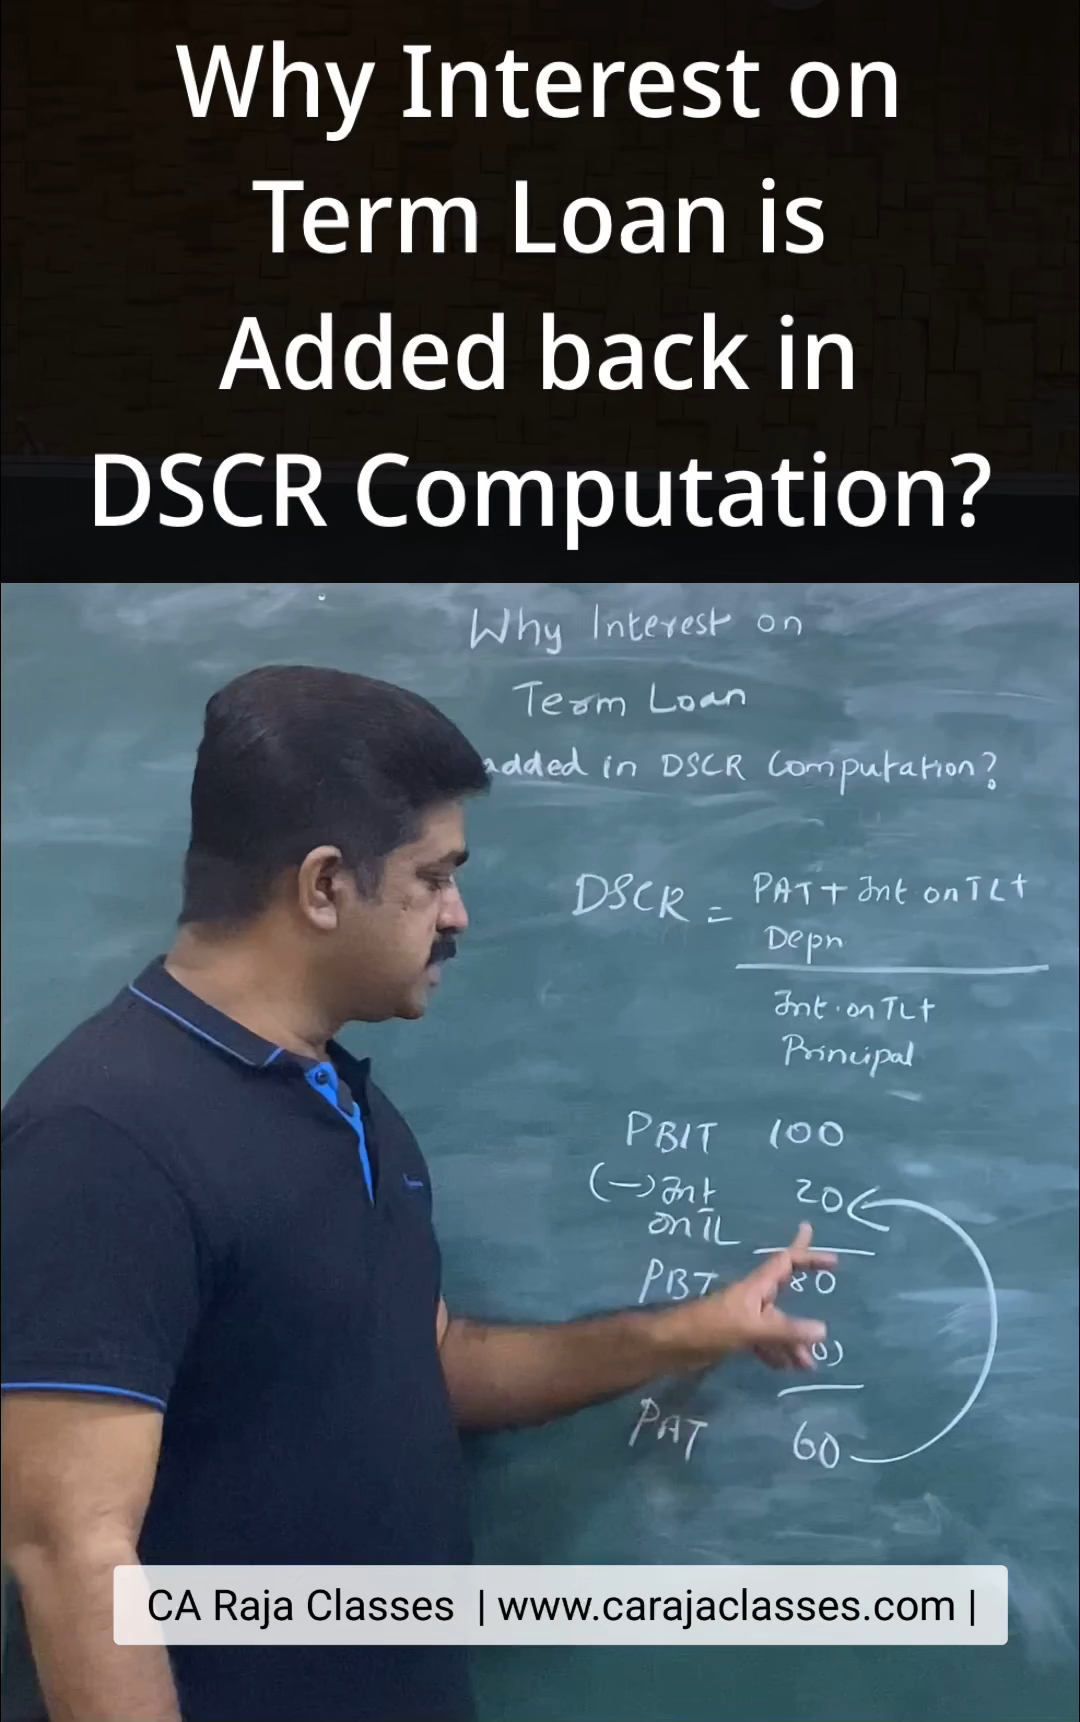 Why Interest on
Term Loan is
Added back in
DSCR Computation?
Why Interest on
Term Loan
added in DSCR Computation?
DSCR = PAT + Int on TL +
Depn
Int. on TL +
Principal
PBIT 100
(-) Int 20
on TL
PBT 80
0)
PAT 60
CA Raja Classes | www.carajaclasses.com |